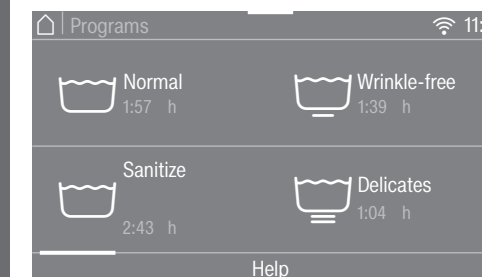 Programs 11:
Normal
1:57 h
Wrinkle-free
1:39 h
Sanitize
2:43 h
Delicates
1:04 h
Help